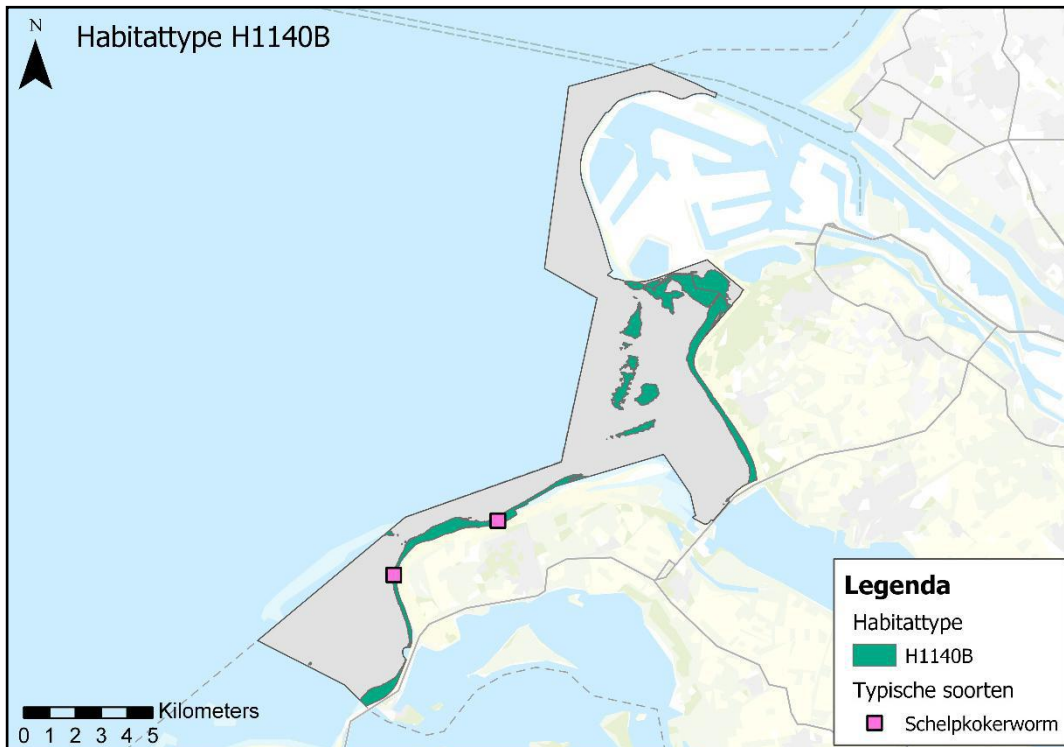 N
Habitattype H1140B
Legenda
Habitattype
H1140B
Typische soorten
Schelpkokerworm
Kilometers
0 1 2 3 4 5